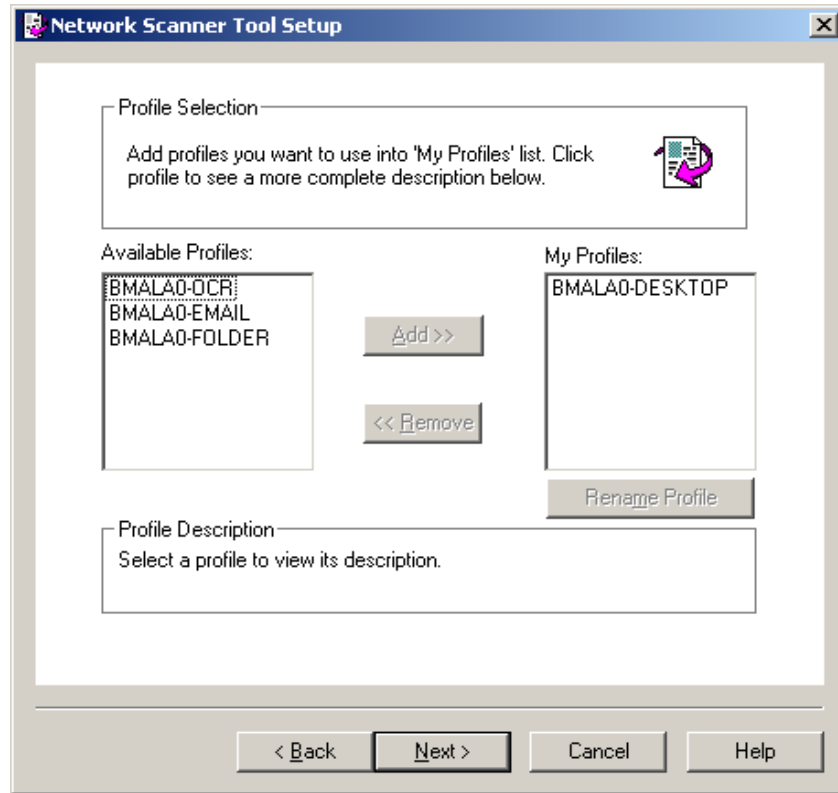 Network Scanner Tool Setup
Profile Selection
Add profiles you want to use into 'My Profiles' list. Click
profile to see a more complete description below.
Available Profiles:
My Profiles:
BMALA0-OCR
BMALA0-EMAIL
BMALA0-FOLDER
BMALA0-DESKTOP
Add >>
<< Remove
Rename Profile
Profile Description
Select a profile to view its description.
< Back
Next >
Cancel
Help